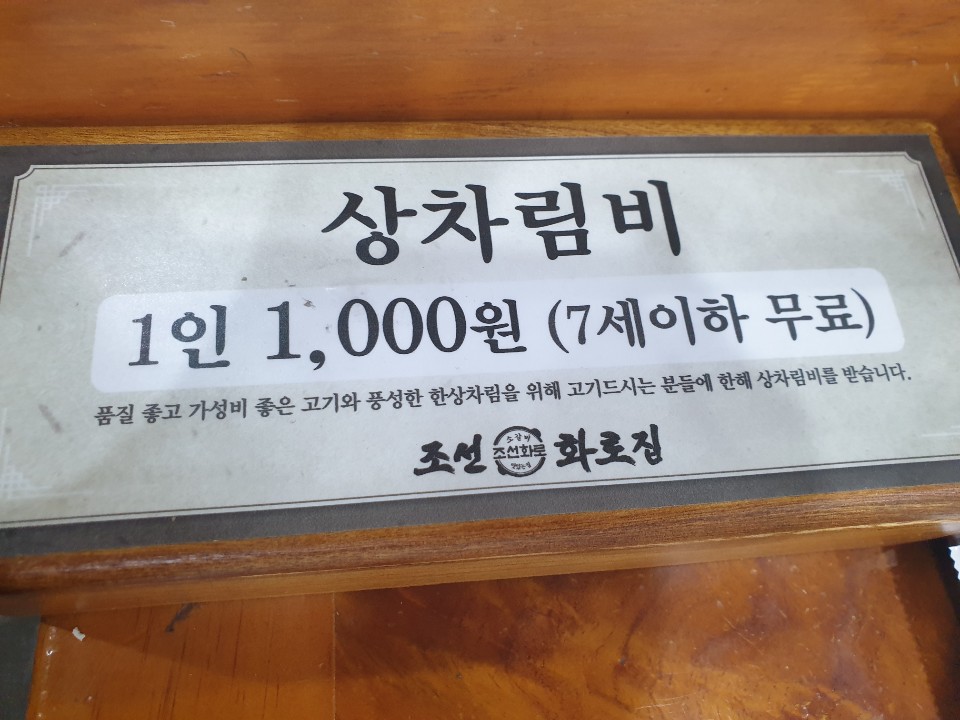 상차림비
1인 1,000원 (7세이하 무료)
품질 좋고 가성비 좋은 고기와 풍성한 한상차림을 위해 고기드시는 분들에 한해 상차림비를 받습니다.
조선 조선화로 화로집